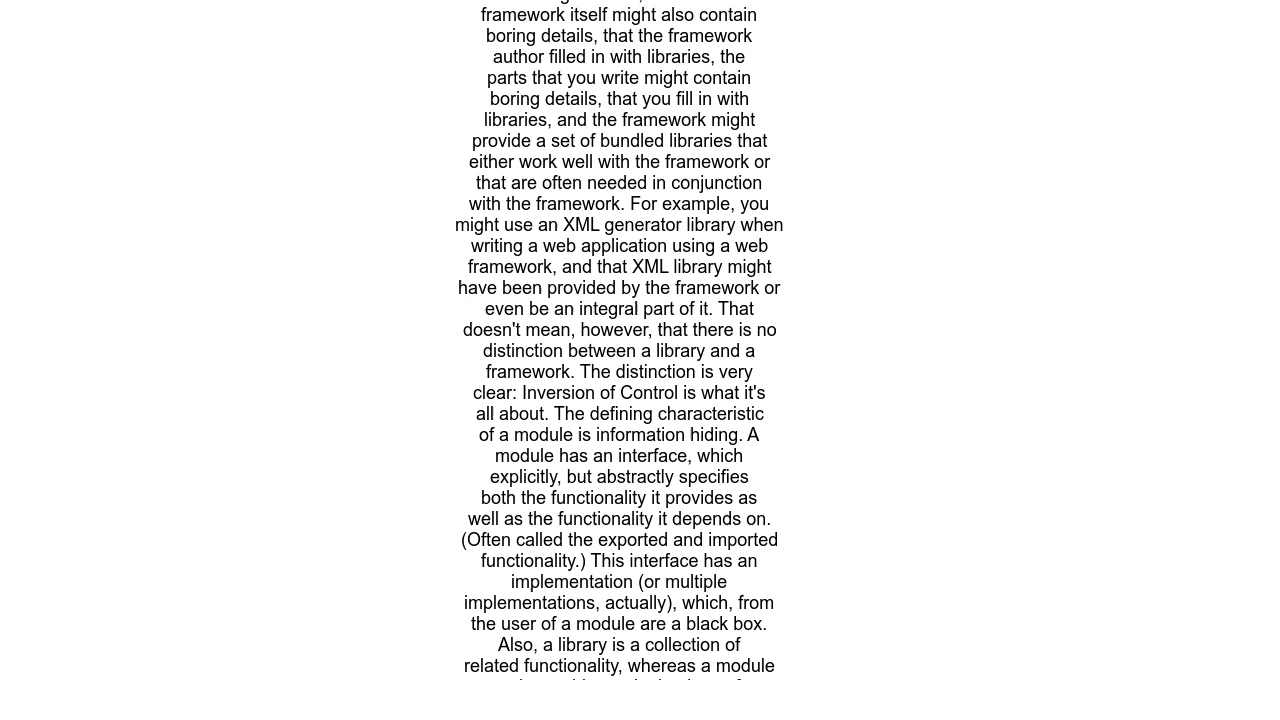 framework itself might also contain
boring details, that the framework
author filled in with libraries, the
parts that you write might contain
boring details, that you fill in with
libraries, and the framework might
provide a set of bundled libraries that
either work well with the framework or
that are often needed in conjunction
with the framework. For example, you
might use an XML generator library when
writing a web application using a web
framework, and that XML library might
have been provided by the framework or
even be an integral part of it. That
doesn't mean, however, that there is no
distinction between a library and a
framework. The distinction is very
clear: Inversion of Control is what it's
all about. The defining characteristic
of a module is information hiding. A
module has an interface, which
explicitly, but abstractly specifies
both the functionality it provides as
well as the functionality it depends on.
(Often called the exported and imported
functionality.) This interface has an
implementation (or multiple
implementations, actually), which, from
the user of a module are a black box.
Also, a library is a collection of
related functionality, whereas a module